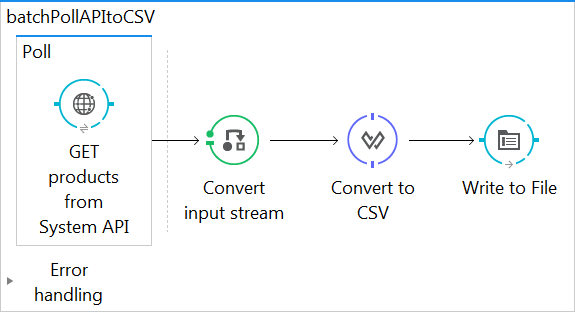 batchPollAPItoCSV
Poll
GET
products
from
System API
Convert
input stream
Convert to
CSV
Write to File
Error
handling